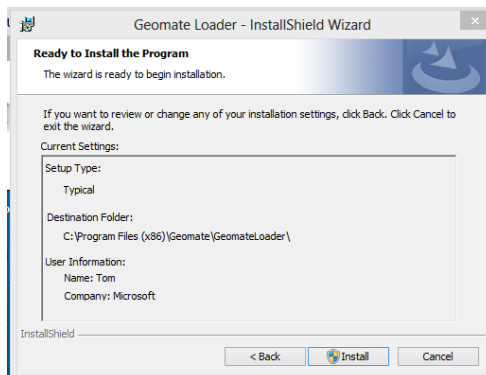 Geomate Loader - InstallShield Wizard
Ready to Install the Program
The wizard is ready to begin installation.
If you want to review or change any of your installation settings, click Back. Click Cancel to
exit the wizard.
Current Settings:
Setup Type:
Typical
Destination Folder:
C:\Program Files (x86)\Geomate\GeomateLoader\
User Information:
Name: Tom
Company: Microsoft
InstallShield
< Back
Install
Cancel